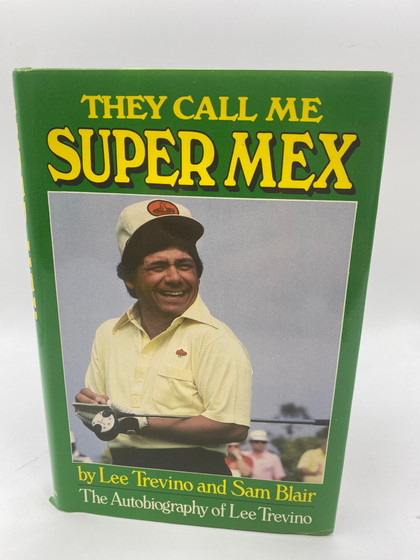 THEY CALL ME
SUPER MEX
by Lee Trevino and Sam Blair
The Autobiography of Lee Trevino